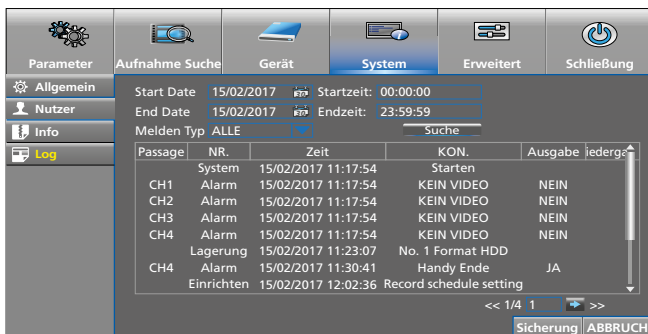 Parameter Aufnahme Suche Gerät System Erweitert Schließung
Allgemein
Nutzer
Info
Log
Start Date 15/02/2017 Startzeit: 00:00:00
End Date 15/02/2017 Endzeit: 23:59:59
Melden Typ ALLE Suche
Passage NR. Zeit KON. Ausgabe iederga
System 15/02/2017 11:17:54 Starten
CH1 Alarm 15/02/2017 11:17:54 KEIN VIDEO NEIN
CH2 Alarm 15/02/2017 11:17:54 KEIN VIDEO NEIN
CH3 Alarm 15/02/2017 11:17:54 KEIN VIDEO NEIN
CH4 Alarm 15/02/2017 11:17:54 KEIN VIDEO NEIN
Lagerung 15/02/2017 11:23:07 No. 1 Format HDD
CH4 Alarm 15/02/2017 11:30:41 Handy Ende JA
Einrichten 15/02/2017 12:02:36 Record schedule setting
<< 1/4 1 >>
Sicherung ABBRUCH